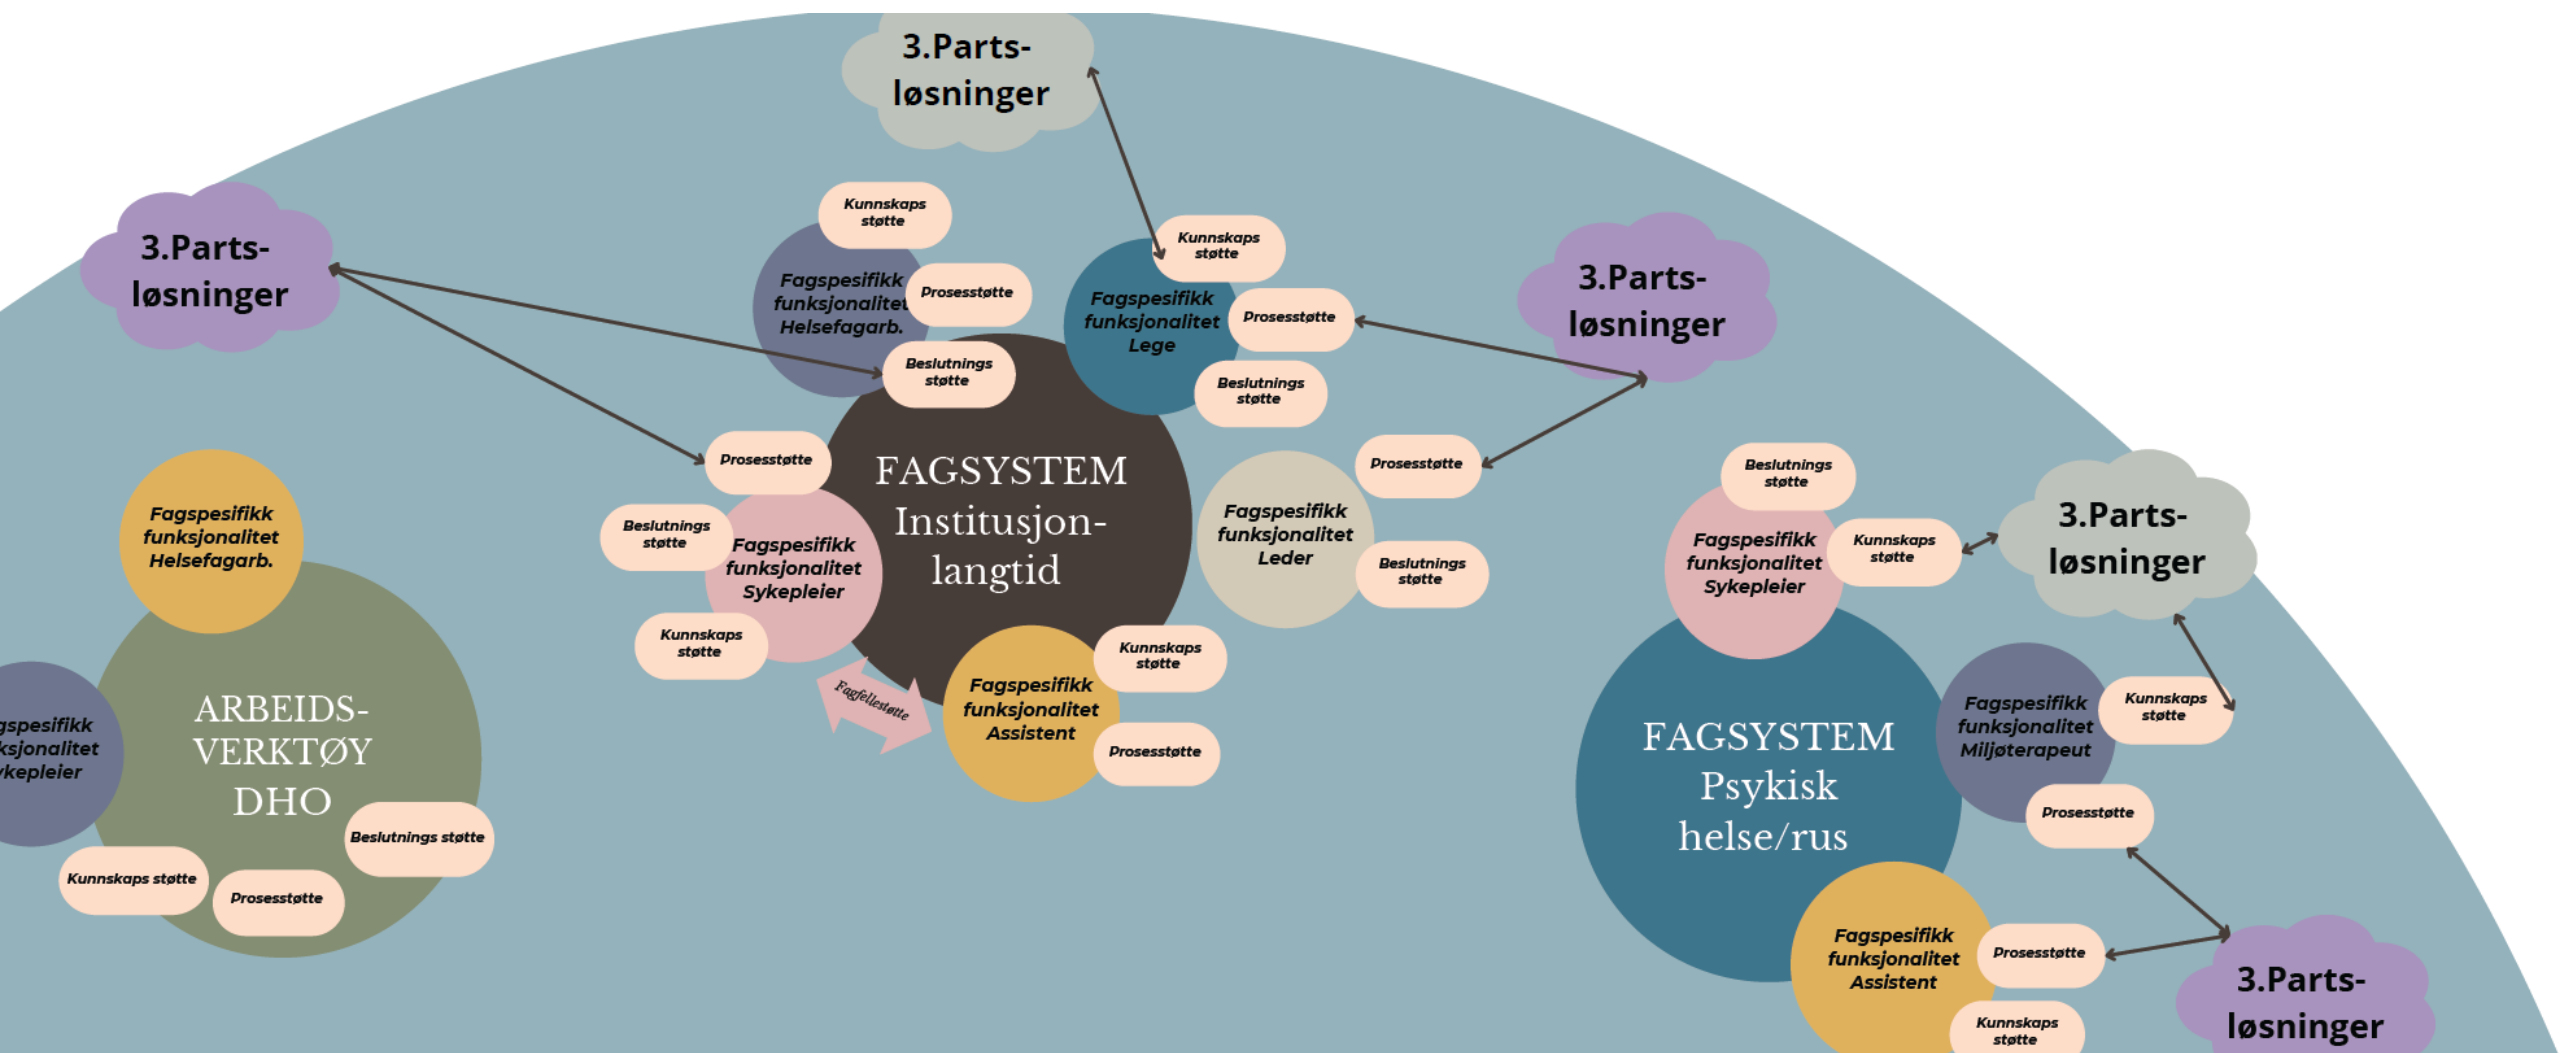 3.Parts-
løsninger
3.Parts-
løsninger
Kunnskaps
støtte
Fagspesifikk
funksjonalitet
Helsefagarb.
Prosesstøtte
Beslutnings
støtte
Kunnskaps
støtte
Fagspesifikk
funksjonalitet
Lege
Prosesstøtte
Beslutnings
støtte
3.Parts-
løsninger
FAGSYSTEM
Institusjon-
langtid
Prosesstøtte
Beslutnings
støtte
Fagspesifikk
funksjonalitet
Sykepleier
Kunnskaps
støtte
Fagfellestøtte
Fagspesifikk
funksjonalitet
Assistent
Kunnskaps
støtte
Prosesstøtte
Fagspesifikk
funksjonalitet
Leder
Prosesstøtte
Beslutnings
støtte
Fagspesifikk
funksjonalitet
Helsefagarb.
gspesifikk
ksjonalitet
kepleier
ARBEIDS-
VERKTØY
DHO
Beslutnings støtte
Kunnskaps støtte
Prosesstøtte
Beslutnings
støtte
Fagspesifikk
funksjonalitet
Sykepleier
Kunnskaps
støtte
3.Parts-
løsninger
FAGSYSTEM
Psykisk
helse/rus
Fagspesifikk
funksjonalitet
Miljøterapeut
Kunnskaps
støtte
Prosesstøtte
Fagspesifikk
funksjonalitet
Assistent
Prosesstøtte
Kunnskaps
støtte
3.Parts-
løsninger